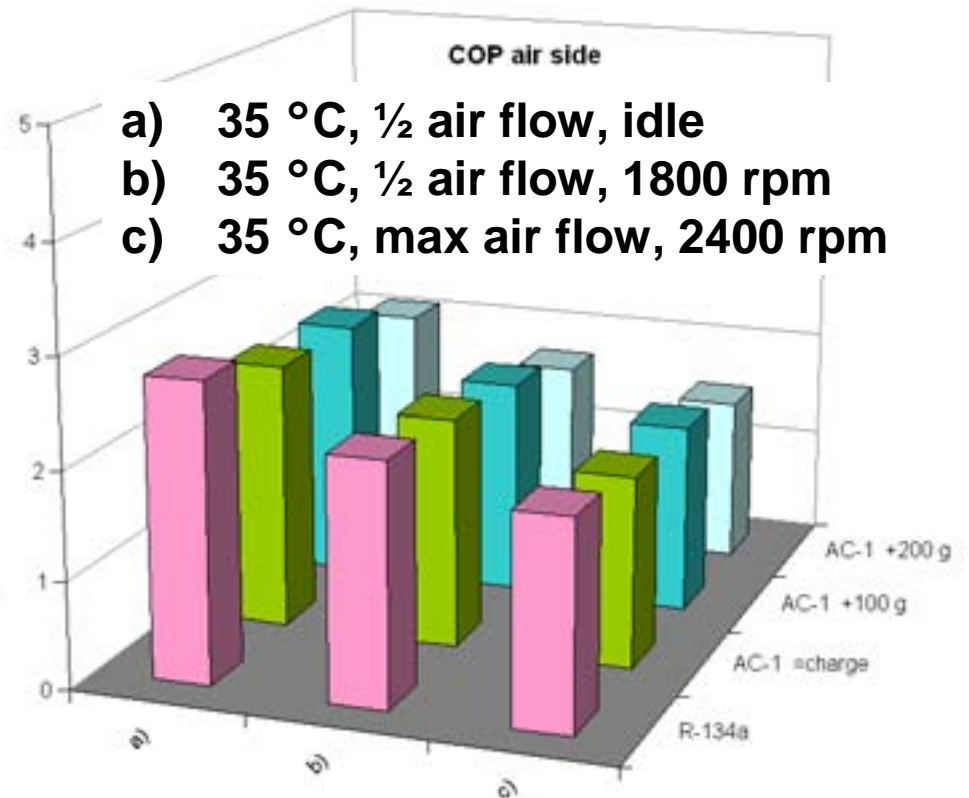 COP air side
a) 35 °C, ½ air flow, idle
b) 35 °C, ½ air flow, 1800 rpm
c) 35 °C, max air flow, 2400 rpm
5
4
3
2
1
0
a)
b)
c)
AC-1 +200 g
AC-1 +100 g
AC-1 =charge
R-134a